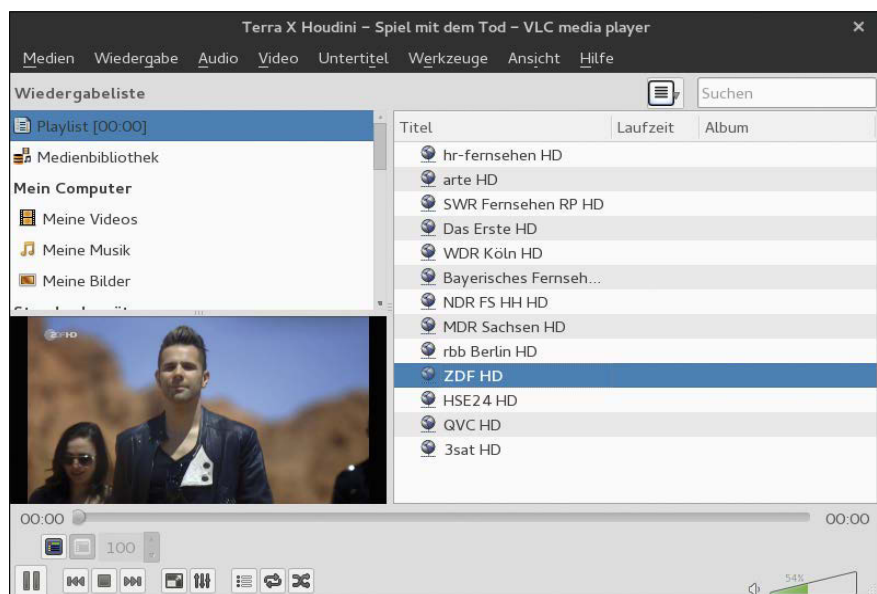 Terra X Houdini – Spiel mit dem Tod – VLC media player
Medien Wiedergabe Audio Video Untertitel Werkzeuge Ansicht Hilfe
Wiedergabeliste
Suchen
Playlist [00:00]
Medienbibliothek
Mein Computer
Meine Videos
Meine Musik
Meine Bilder
ZDF HD
Titel Laufzeit Album
hr-fernsehen HD
arte HD
SWR Fernsehen RP HD
Das Erste HD
WDR Köln HD
Bayerisches Fernseh...
NDR FS HH HD
MDR Sachsen HD
rbb Berlin HD
ZDF HD
HSE24 HD
QVC HD
3sat HD
00:00 00:00
100
54%